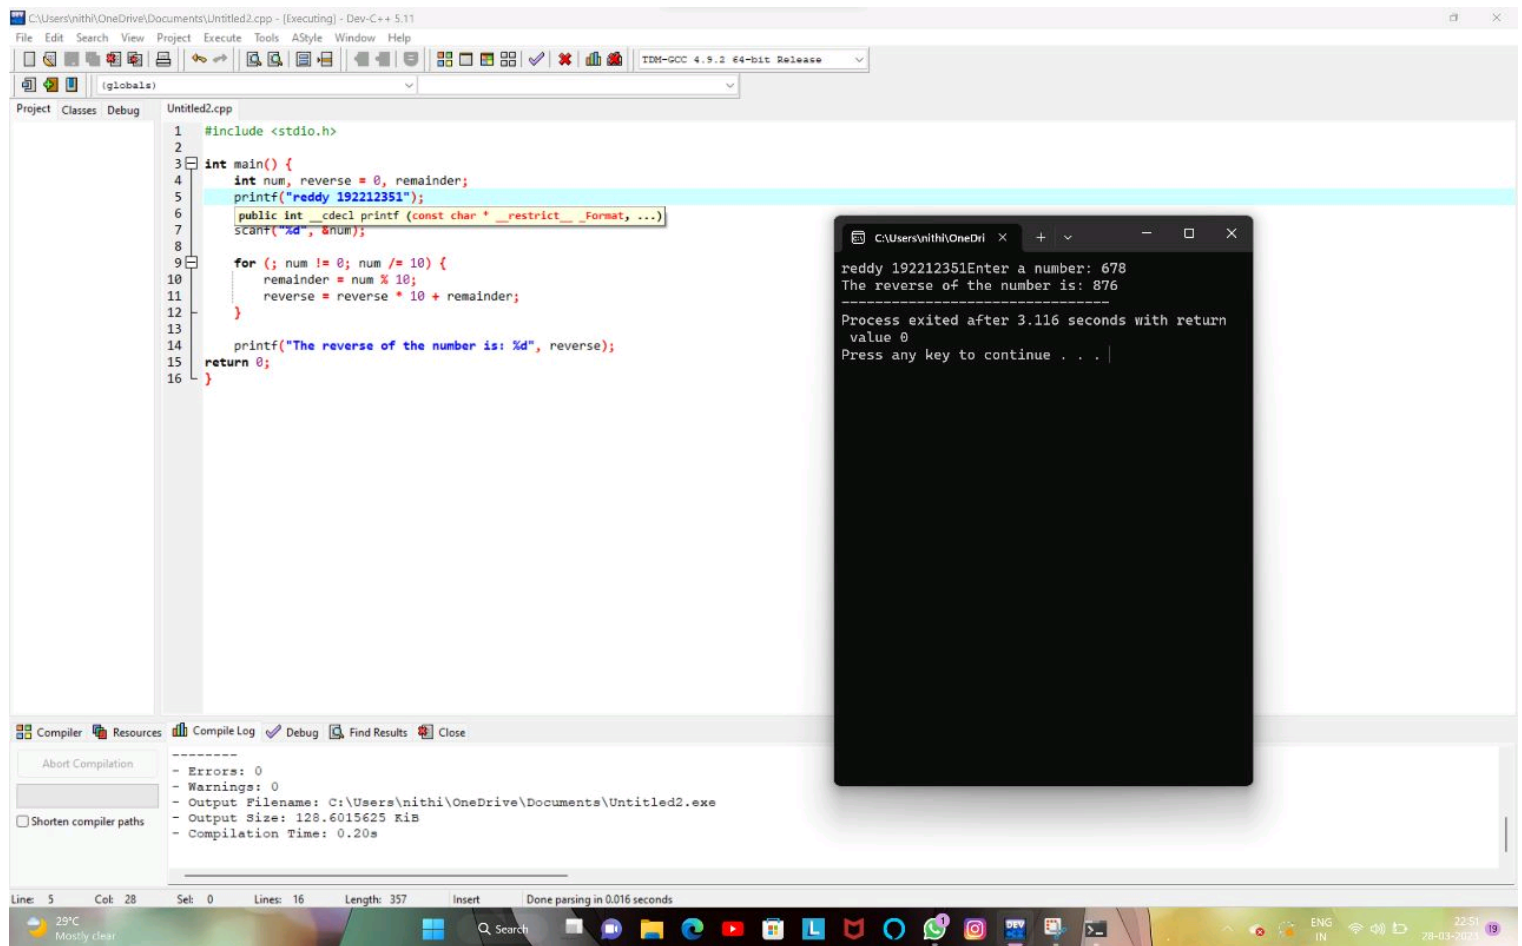 C:\Users\nithi\OneDrive\Documents\Untitled2.cpp - [Executing] - Dev-C++ 5.11
File Edit Search View Project Execute Tools AStyle Window Help
TDM-GCC 4.9.2 64-bit Release
(globals)
Project Classes Debug Untitled2.cpp
1 #include <stdio.h>
2
3 int main() {
4 int num, reverse = 0, remainder;
5 printf("reddy 192212351");
6 public int __cdecl printf (const char * __restrict__ _Format, ...)
7 scanf("%d", &num);
8
9 for (; num != 0; num /= 10) {
10 remainder = num % 10;
11 reverse = reverse * 10 + remainder;
12 }
13
14 printf("The reverse of the number is: %d", reverse);
15 return 0;
16 }
C:\Users\nithi\OneDri
reddy 192212351Enter a number: 678
The reverse of the number is: 876
--------------------------------
Process exited after 3.116 seconds with return
value 0
Press any key to continue . . .
Compiler Resources Compile Log Debug Find Results Close
Abort Compilation
Shorten compiler paths
--------
- Errors: 0
- Warnings: 0
- Output Filename: C:\Users\nithi\OneDrive\Documents\Untitled2.exe
- Output Size: 128.6015625 KiB
- Compilation Time: 0.20s
Line: 5 Col: 28 Sel: 0 Lines: 16 Length: 357 Insert Done parsing in 0.016 seconds
29°C
Mostly clear
Search
L
1
DEV
ENG
IN
22:51
28-03-2023
19